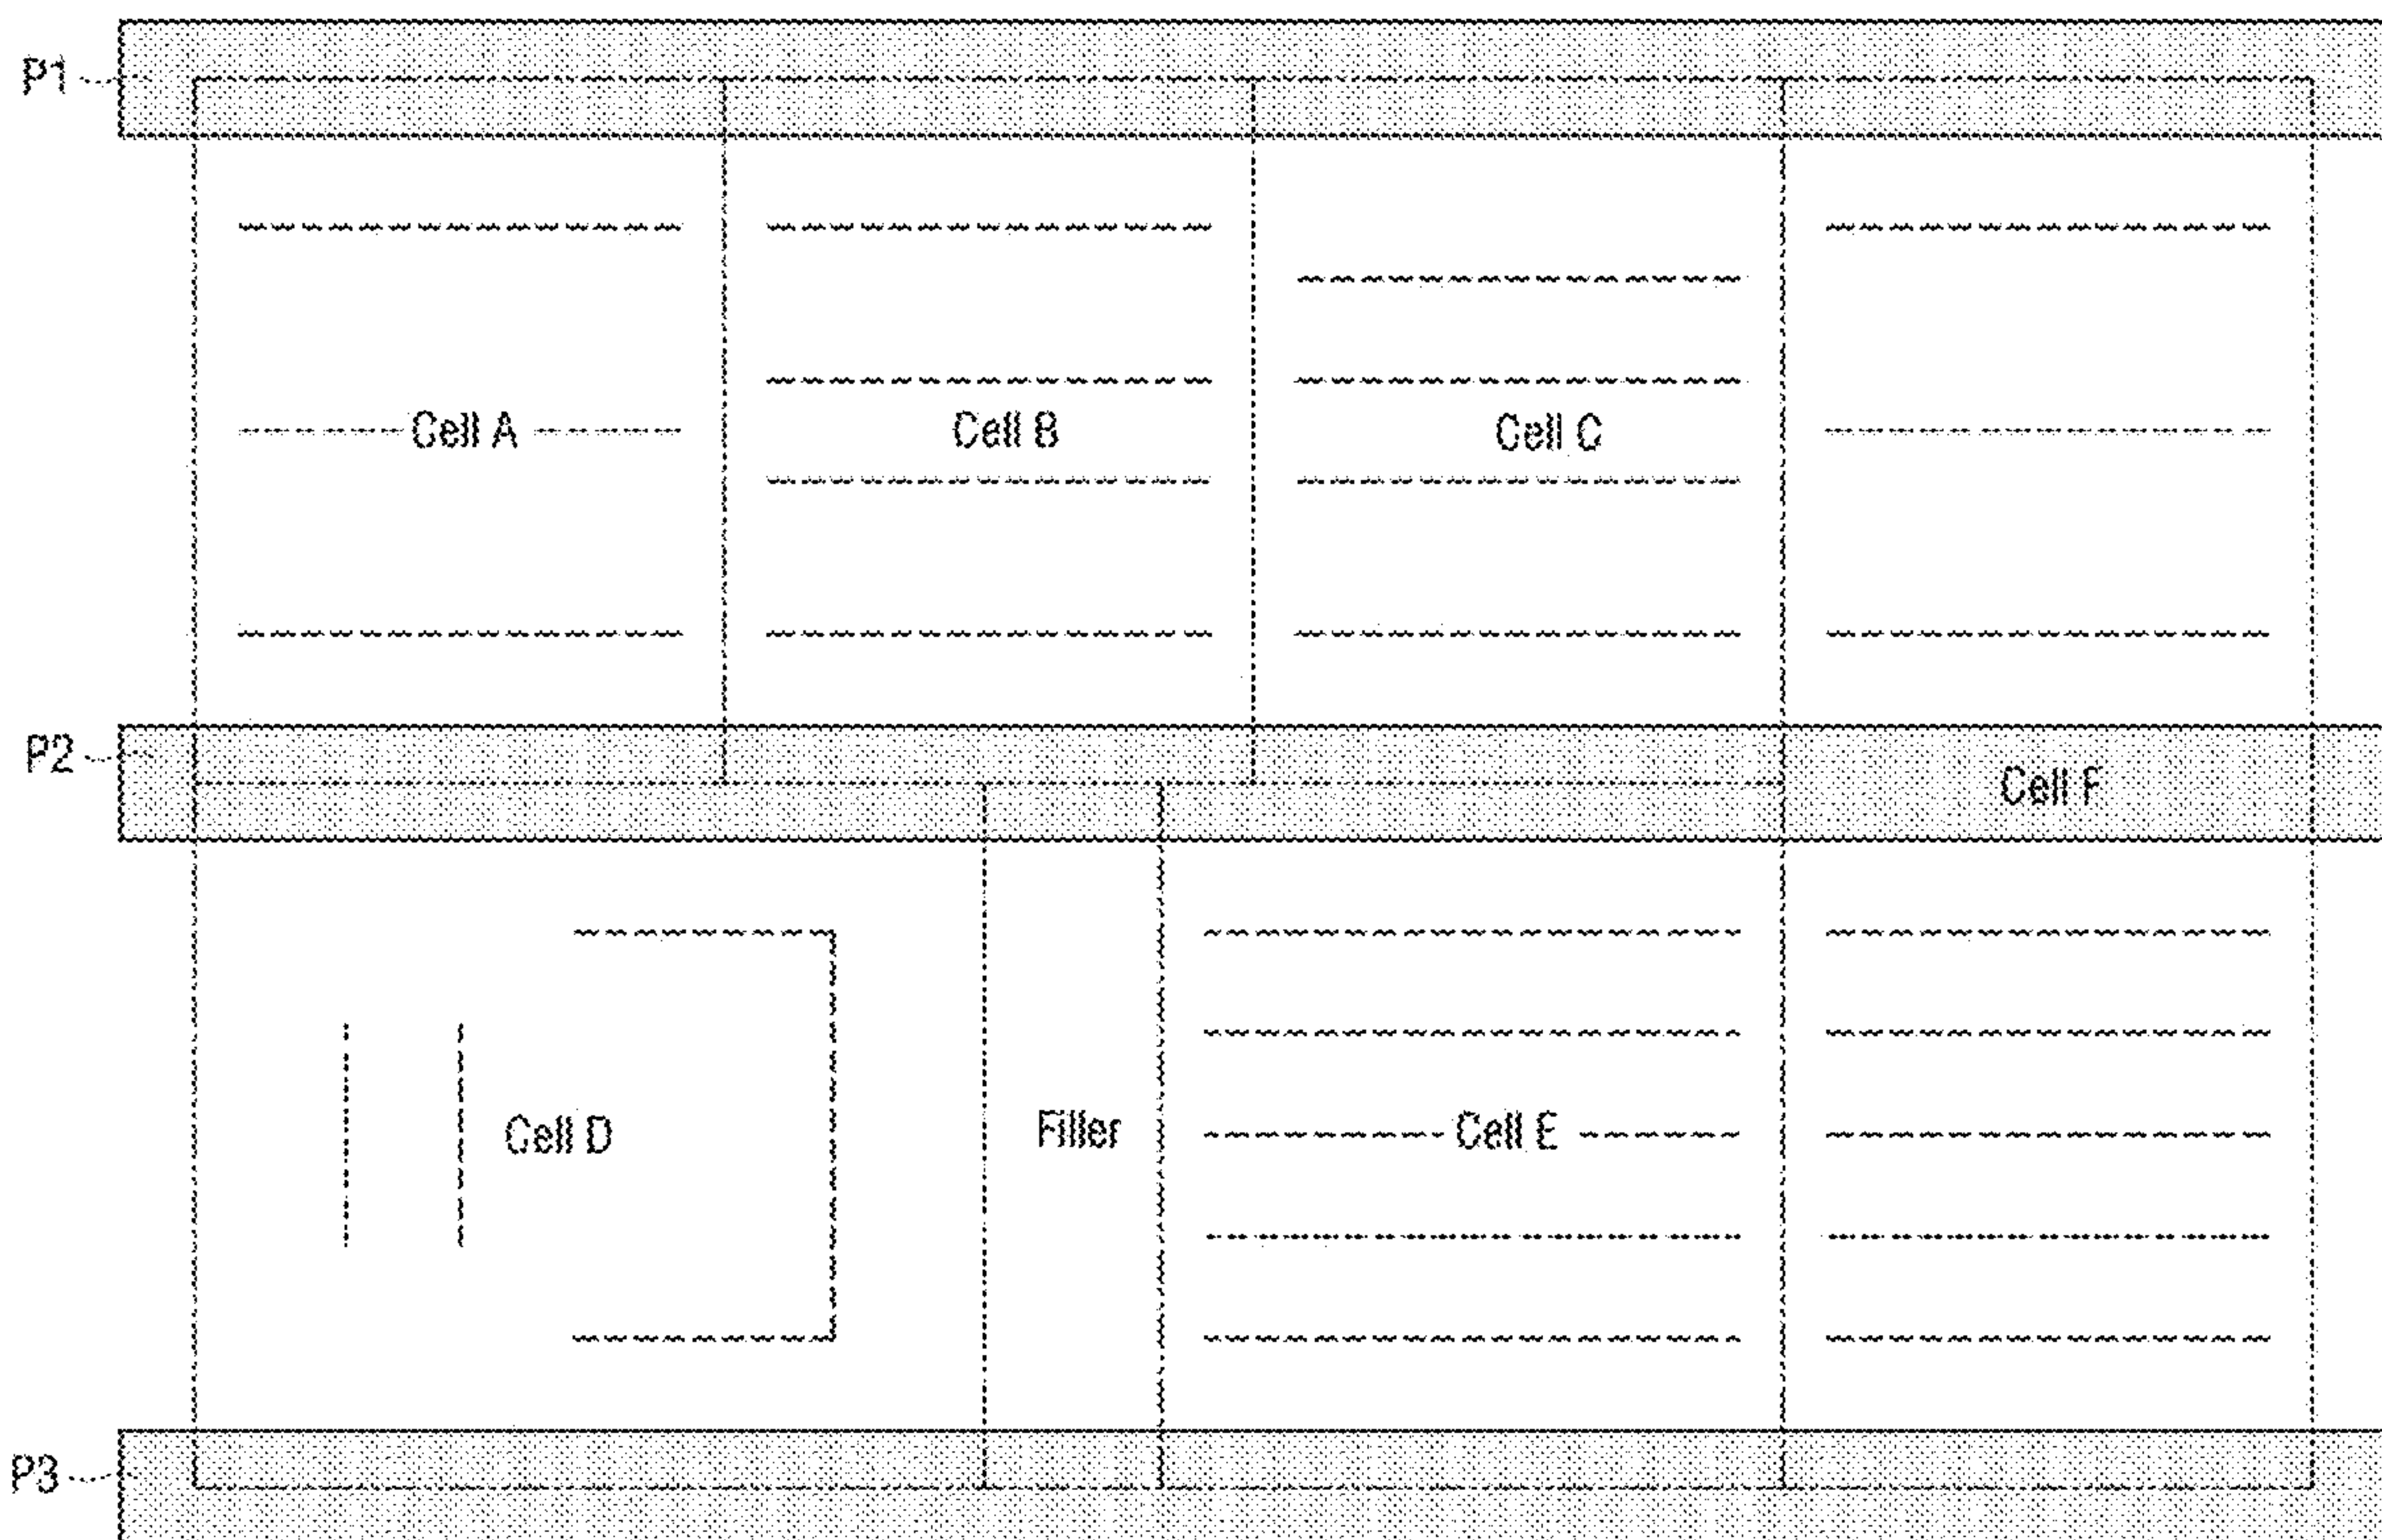 P1
Cell A Cell B Cell C
P2
Cell F
Cell D Filler Cell E
P3